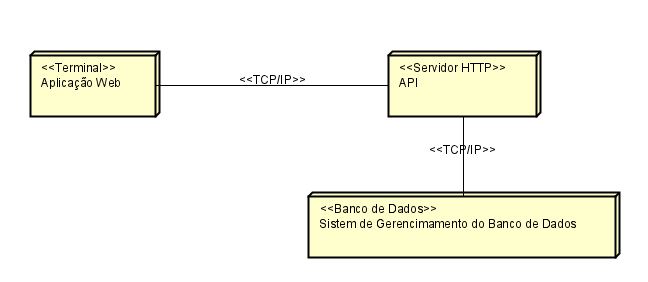 <<Terminal>>
Aplicação Web
<<TCP/IP>>
<<Servidor HTTP>>
API
<<TCP/IP>>
<<Banco de Dados>>
Sistem de Gerencimamento do Banco de Dados